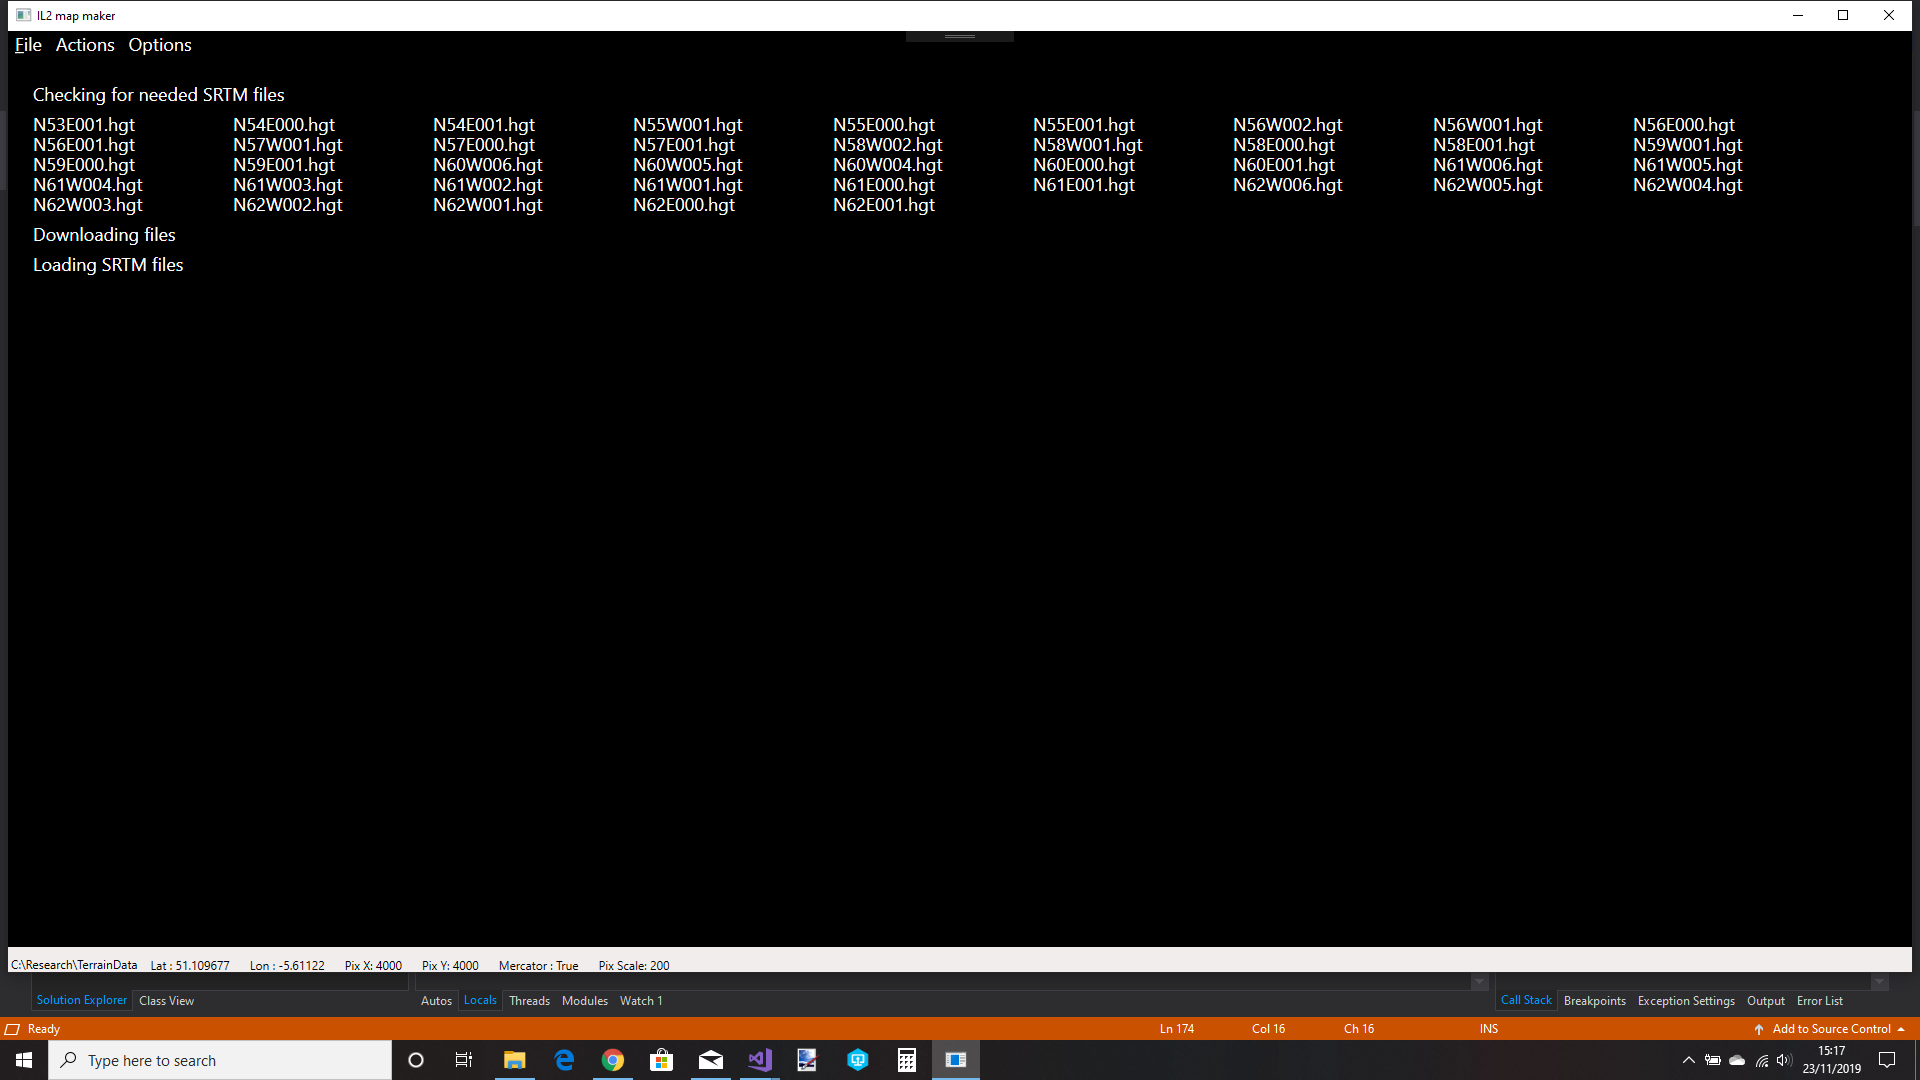 IL2 map maker
File Actions Options
Checking for needed SRTM files
N53E001.hgt N54E000.hgt N54E001.hgt N55W001.hgt N55E000.hgt N55E001.hgt N56W002.hgt N56W001.hgt N56E000.hgt
N56E001.hgt N57W001.hgt N57E000.hgt N57E001.hgt N58W002.hgt N58W001.hgt N58E000.hgt N58E001.hgt N59W001.hgt
N59E000.hgt N59E001.hgt N60W006.hgt N60W005.hgt N60W004.hgt N60E000.hgt N60E001.hgt N61W006.hgt N61W005.hgt
N61W004.hgt N61W003.hgt N61W002.hgt N61W001.hgt N61E000.hgt N61E001.hgt N62W006.hgt N62W005.hgt N62W004.hgt
N62W003.hgt N62W002.hgt N62W001.hgt N62E000.hgt N62E001.hgt
Downloading files
Loading SRTM files
C:\Research\TerrainData Lat : 51.109677 Lon : -5.61122 Pix X: 4000 Pix Y: 4000 Mercator : True Pix Scale: 200
Solution Explorer Class View Autos Locals Threads Modules Watch 1 Call Stack Breakpoints Exception Settings Output Error List
Ready Ln 174 Col 16 Ch 16 INS Add to Source Control
Type here to search 15:17
23/11/2019